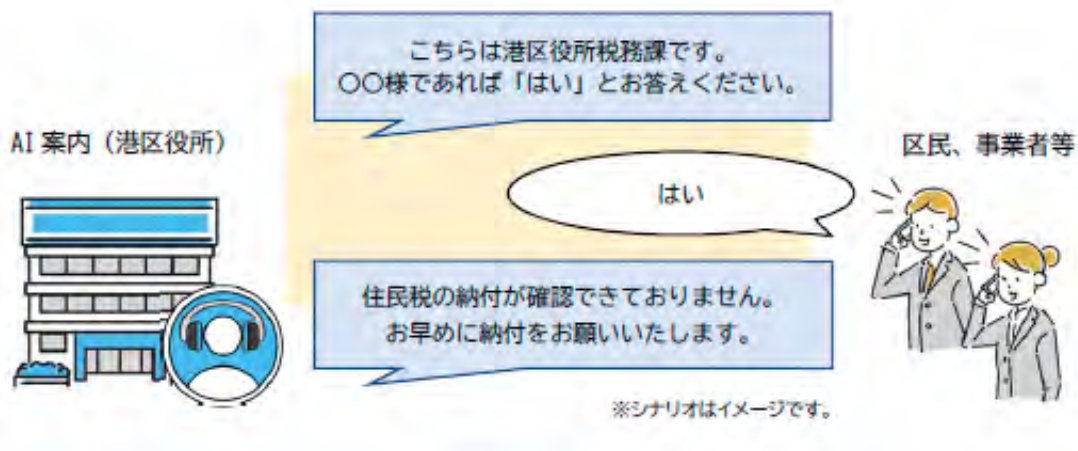 こちらは港区役所税務課です。
〇〇様であれば「はい」とお答えください。
AI 案内（港区役所）
区民、事業者等
はい
住民税の納付が確認できておりません。
お早めに納付をお願いいたします。
※シナリオはイメージです。